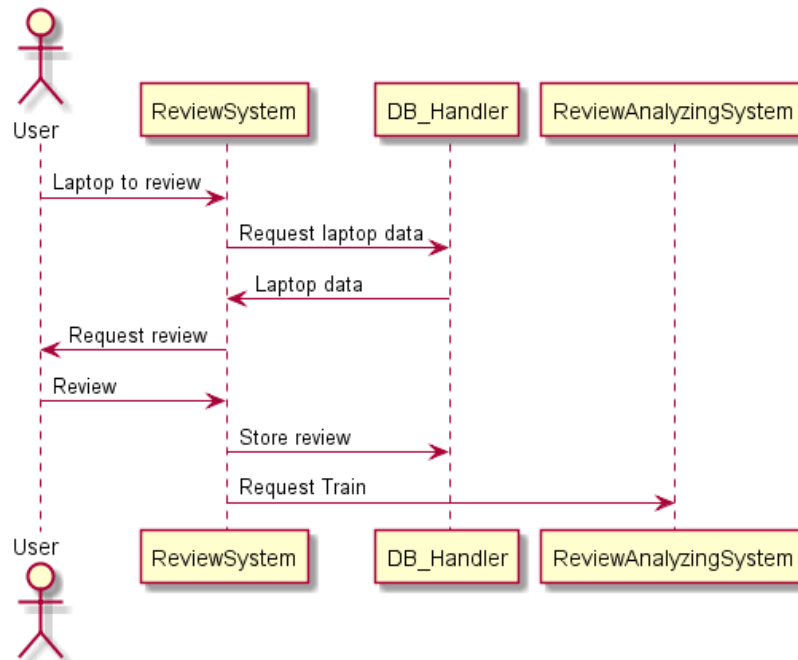 User
ReviewSystem
DB_Handler
ReviewAnalyzingSystem
Laptop to review
Request laptop data
Laptop data
Request review
Review
Store review
Request Train
User
ReviewSystem
DB_Handler
ReviewAnalyzingSystem